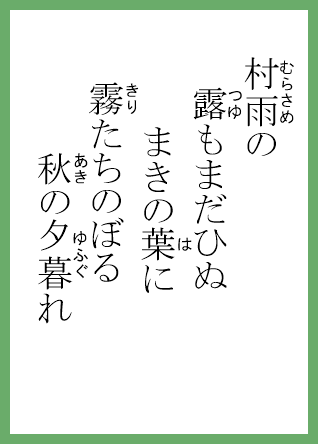 村雨の
露もまだひぬ
まきの葉に
霧たちのぼる
秋の夕暮れ
むらさめ
つゆ
は
きり
あき
ゆふぐ